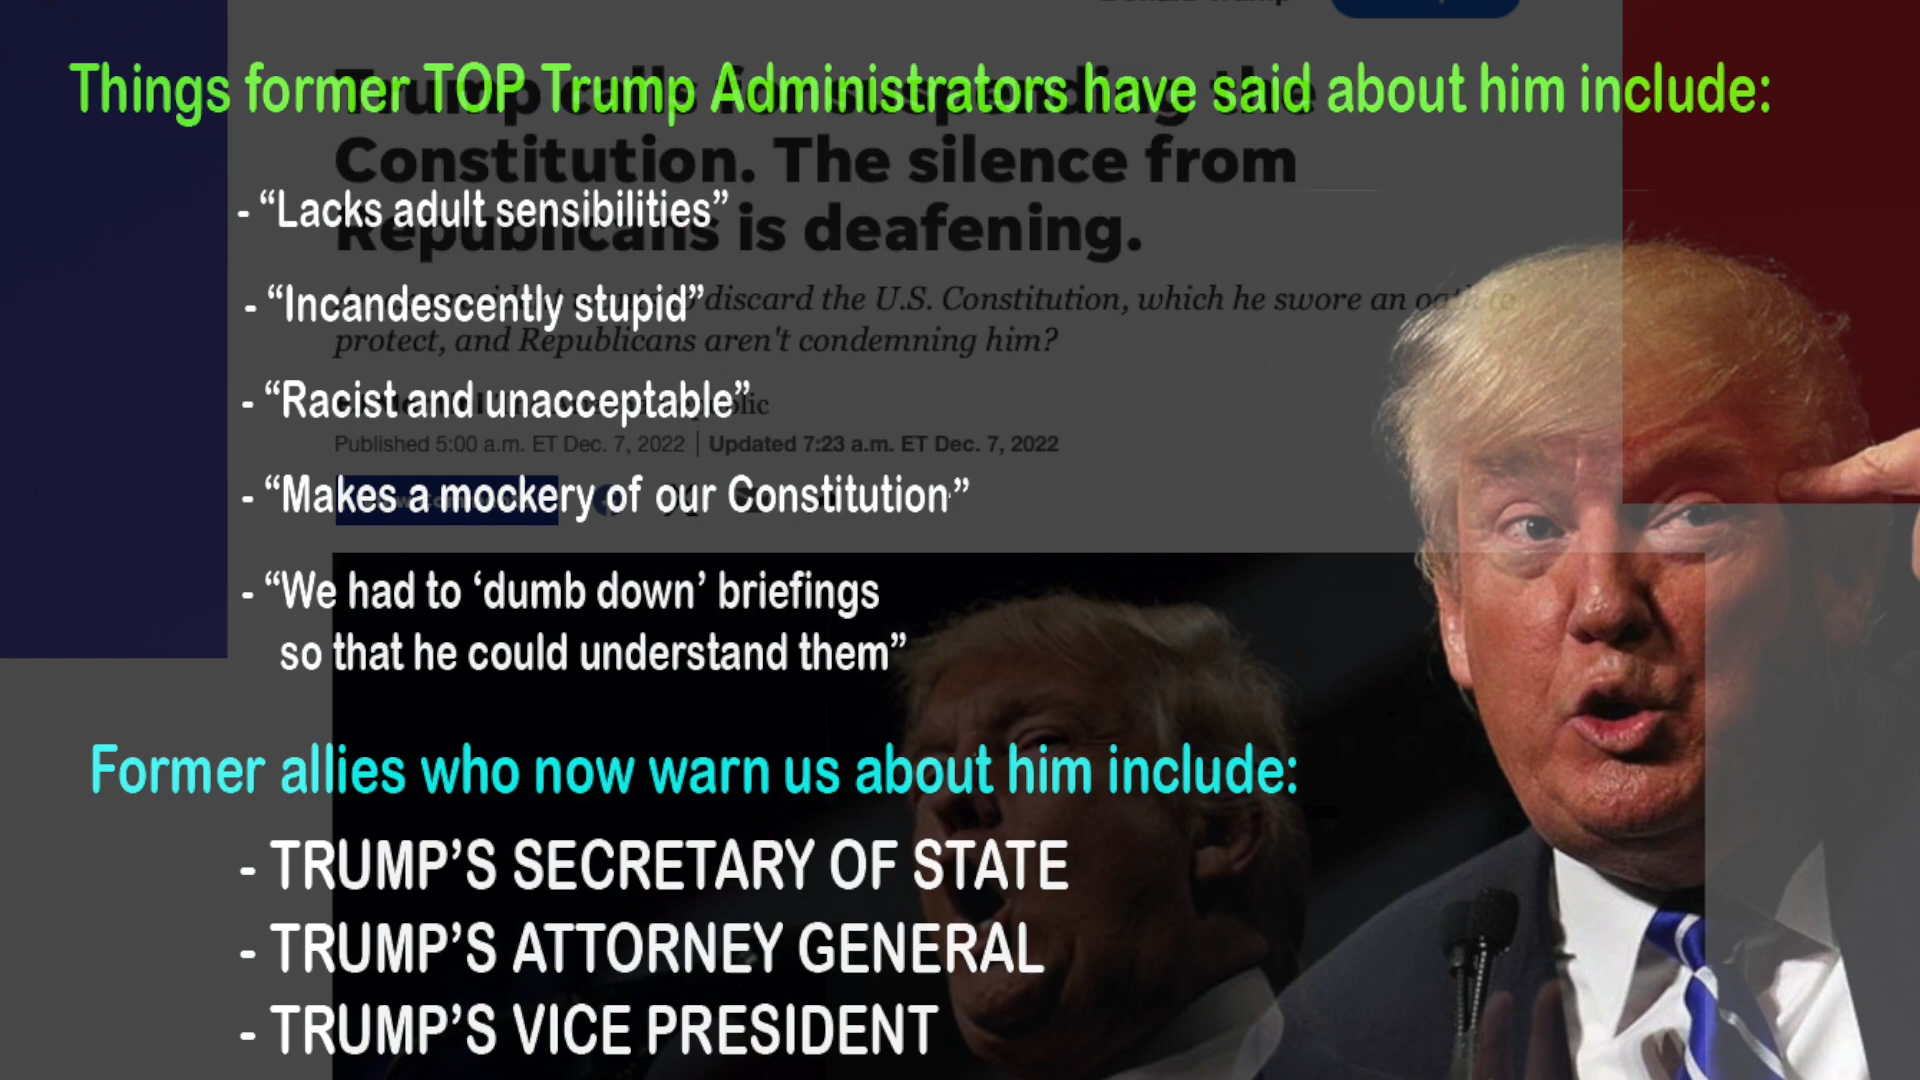 Things former TOP Trump Administrators have said about him include:
Constitution. The silence from
- “Lacks adult sensibilities”
Republicans is deafening.
- “Incandescently stupid”
discard the U.S. Constitution, which he swore an oath to
protect, and Republicans aren't condemning him?
- “Racist and unacceptable”
Published 5:00 a.m. ET Dec. 7, 2022 | Updated 7:23 a.m. ET Dec. 7, 2022
- “Makes a mockery of our Constitution”
- “We had to ‘dumb down’ briefings
so that he could understand them”
Former allies who now warn us about him include:
- TRUMP’S SECRETARY OF STATE
- TRUMP’S ATTORNEY GENERAL
- TRUMP’S VICE PRESIDENT